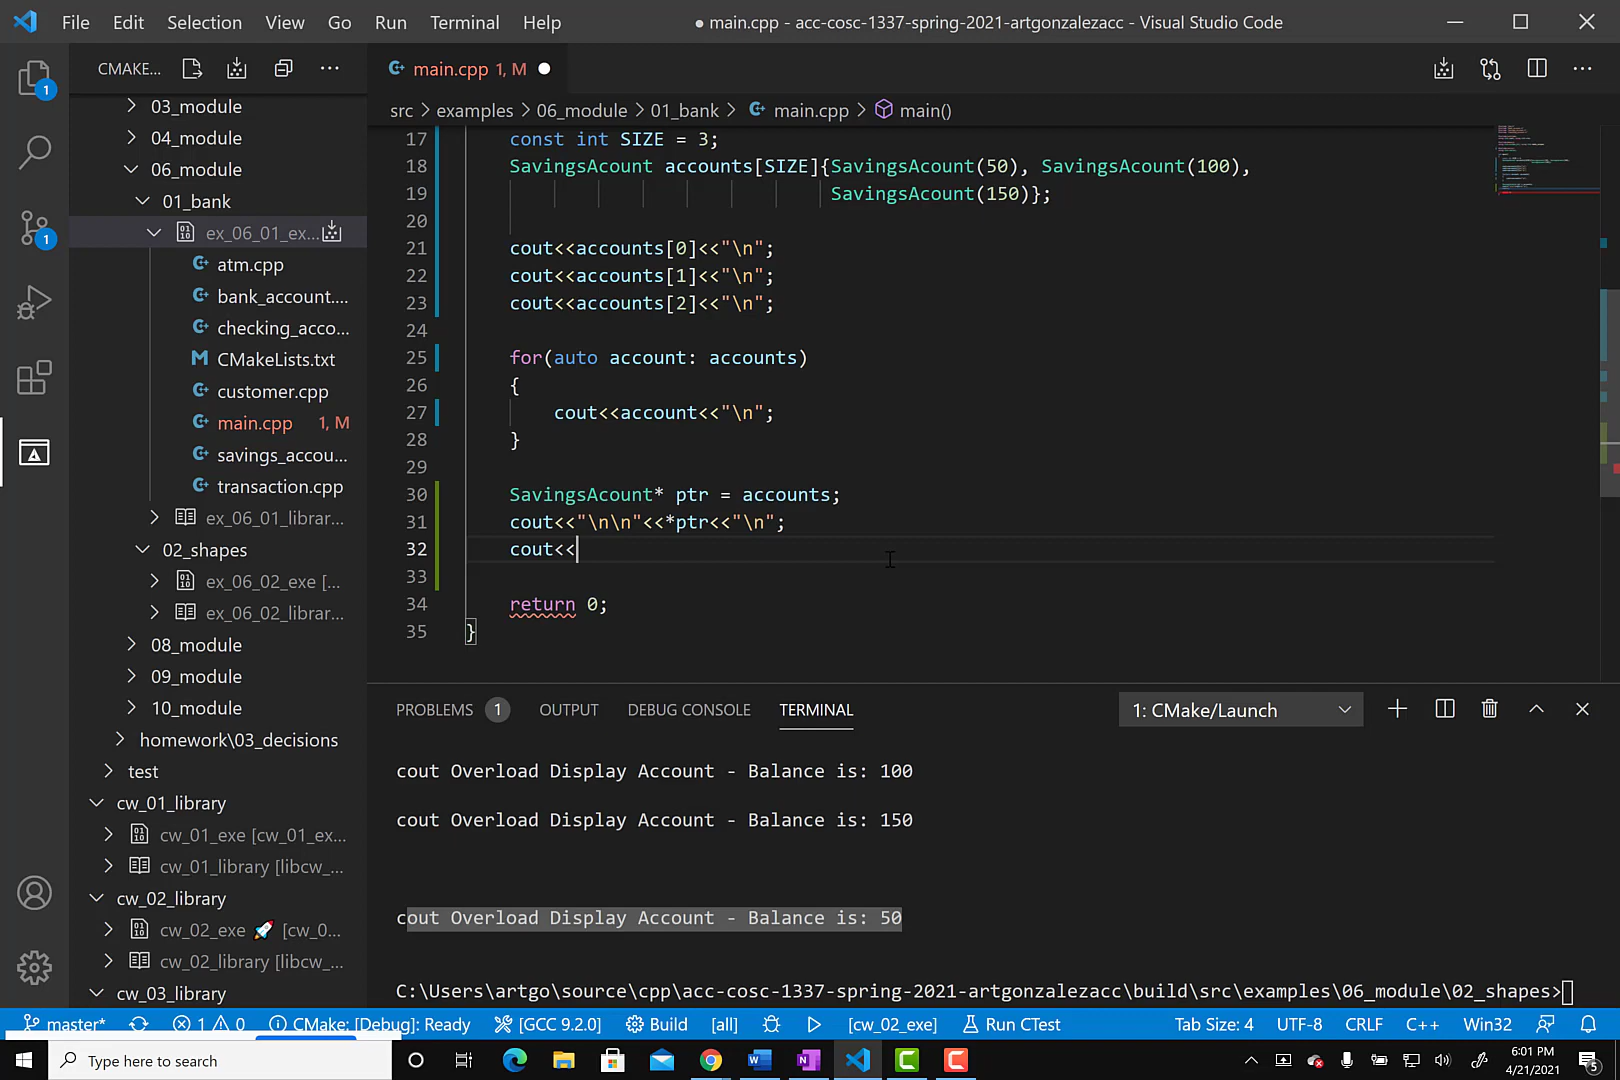 File Edit Selection View Go Run Terminal Help
● main.cpp - acc-cosc-1337-spring-2021-artgonzalezacc - Visual Studio Code
CMAKE...
main.cpp 1, M
src > examples > 06_module > 01_bank > main.cpp > main()
03_module
04_module
06_module
01_bank
ex_06_01_ex...
atm.cpp
bank_account....
checking_acco...
CMakeLists.txt
customer.cpp
main.cpp 1, M
savings_accou...
transaction.cpp
ex_06_01_librar...
02_shapes
ex_06_02_exe [...
ex_06_02_librar...
08_module
09_module
10_module
homework\03_decisions
test
cw_01_library
cw_01_exe [cw_01_ex...
cw_01_library [libcw_...
cw_02_library
cw_02_exe 🚀 [cw_0...
cw_02_library [libcw_...
cw_03_library
1
1
17 const int SIZE = 3;
18 SavingsAcount accounts[SIZE]{SavingsAcount(50), SavingsAcount(100),
19 SavingsAcount(150)};
20
21 cout<<accounts[0]<<"\n";
22 cout<<accounts[1]<<"\n";
23 cout<<accounts[2]<<"\n";
24
25 for(auto account: accounts)
26 {
27 cout<<account<<"\n";
28 }
29
30 SavingsAcount* ptr = accounts;
31 cout<<"\n\n"<<*ptr<<"\n";
32 cout<<
33
34 return 0;
35 }
PROBLEMS 1 OUTPUT DEBUG CONSOLE TERMINAL 1: CMake/Launch
cout Overload Display Account - Balance is: 100
cout Overload Display Account - Balance is: 150
cout Overload Display Account - Balance is: 50
C:\Users\artgo\source\cpp\acc-cosc-1337-spring-2021-artgonzalezacc\build\src\examples\06_module\02_shapes>
master* 1 0 CMake: [Debug]: Ready [GCC 9.2.0] Build [all] [cw_02_exe] Run CTest Tab Size: 4 UTF-8 CRLF C++ Win32
Type here to search
6:01 PM
4/21/2021
5